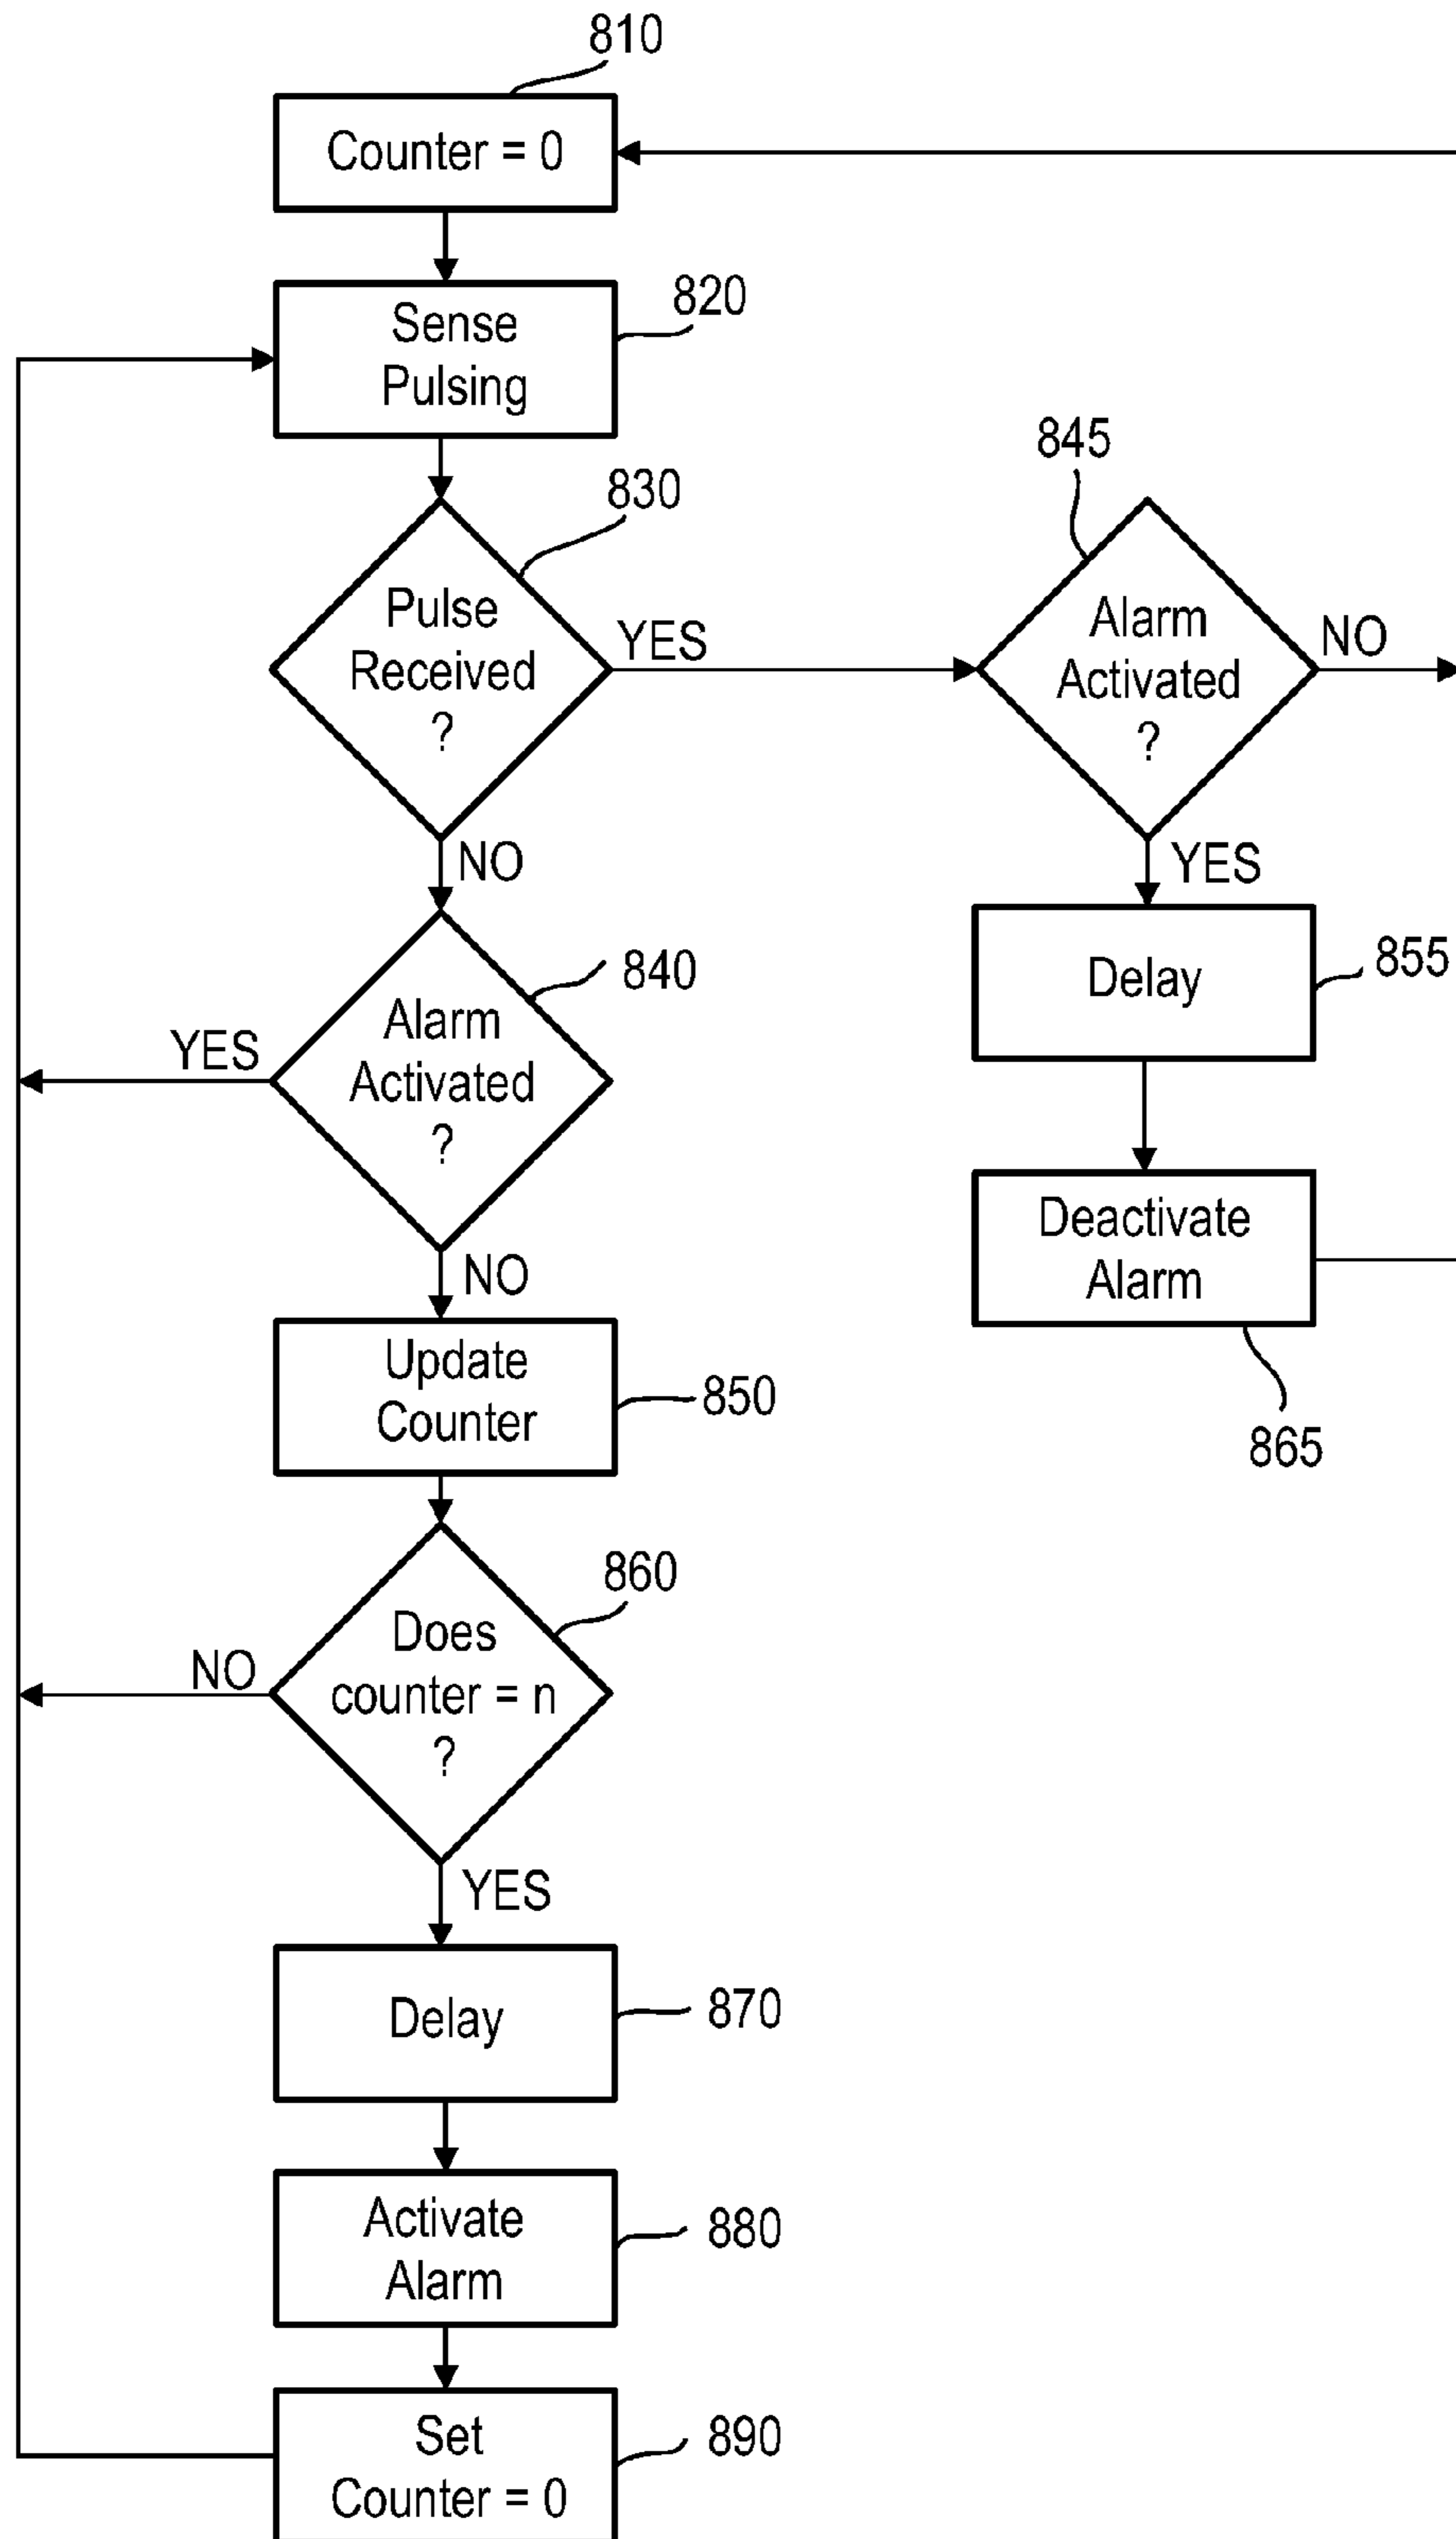 810
Counter = 0
820
Sense
Pulsing
830
Pulse
Received
?
YES
845
Alarm
Activated
?
NO
YES
Delay
855
Deactivate
Alarm
865
NO
840
Alarm
Activated
?
YES
NO
Update
Counter
850
860
Does
counter = n
?
NO
YES
Delay
870
Activate
Alarm
880
Set
Counter = 0
890